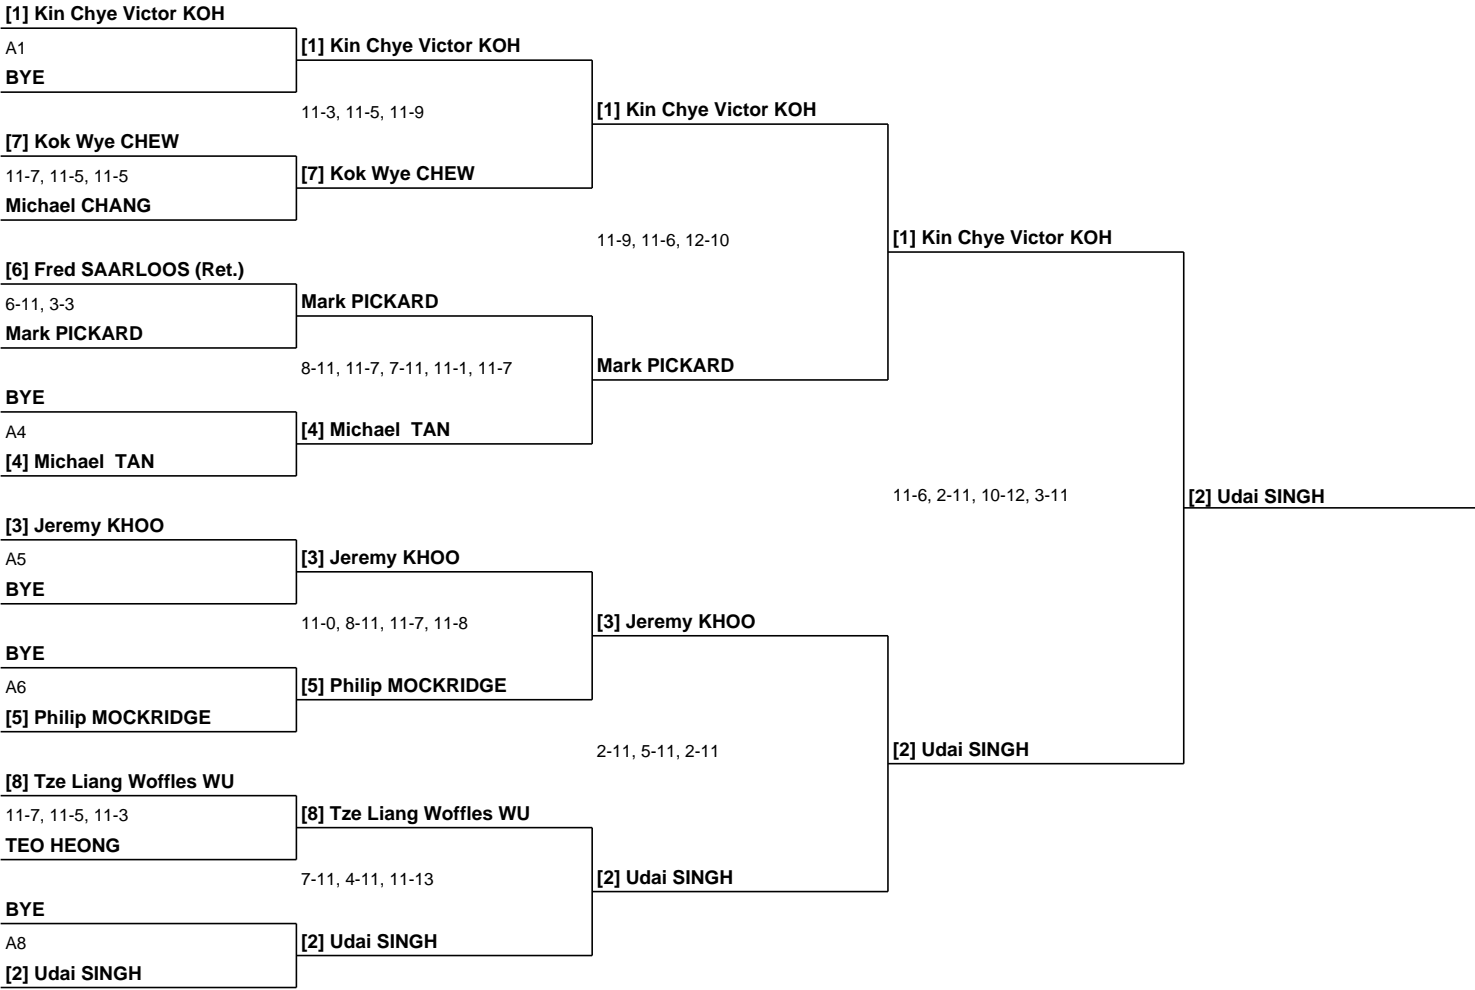 [1] Kin Chye Victor KOH
A1
[1] Kin Chye Victor KOH
BYE
11-3, 11-5, 11-9
[1] Kin Chye Victor KOH
[7] Kok Wye CHEW
11-7, 11-5, 11-5
[7] Kok Wye CHEW
Michael CHANG
11-9, 11-6, 12-10
[1] Kin Chye Victor KOH
[6] Fred SAARLOOS (Ret.)
6-11, 3-3
Mark PICKARD
Mark PICKARD
8-11, 11-7, 7-11, 11-1, 11-7
Mark PICKARD
BYE
A4
[4] Michael  TAN
[4] Michael  TAN
11-6, 2-11, 10-12, 3-11
[2] Udai SINGH
[3] Jeremy KHOO
A5
[3] Jeremy KHOO
BYE
11-0, 8-11, 11-7, 11-8
[3] Jeremy KHOO
BYE
A6
[5] Philip MOCKRIDGE
[5] Philip MOCKRIDGE
2-11, 5-11, 2-11
[2] Udai SINGH
[8] Tze Liang Woffles WU
11-7, 11-5, 11-3
[8] Tze Liang Woffles WU
TEO HEONG
7-11, 4-11, 11-13
[2] Udai SINGH
BYE
A8
[2] Udai SINGH
[2] Udai SINGH